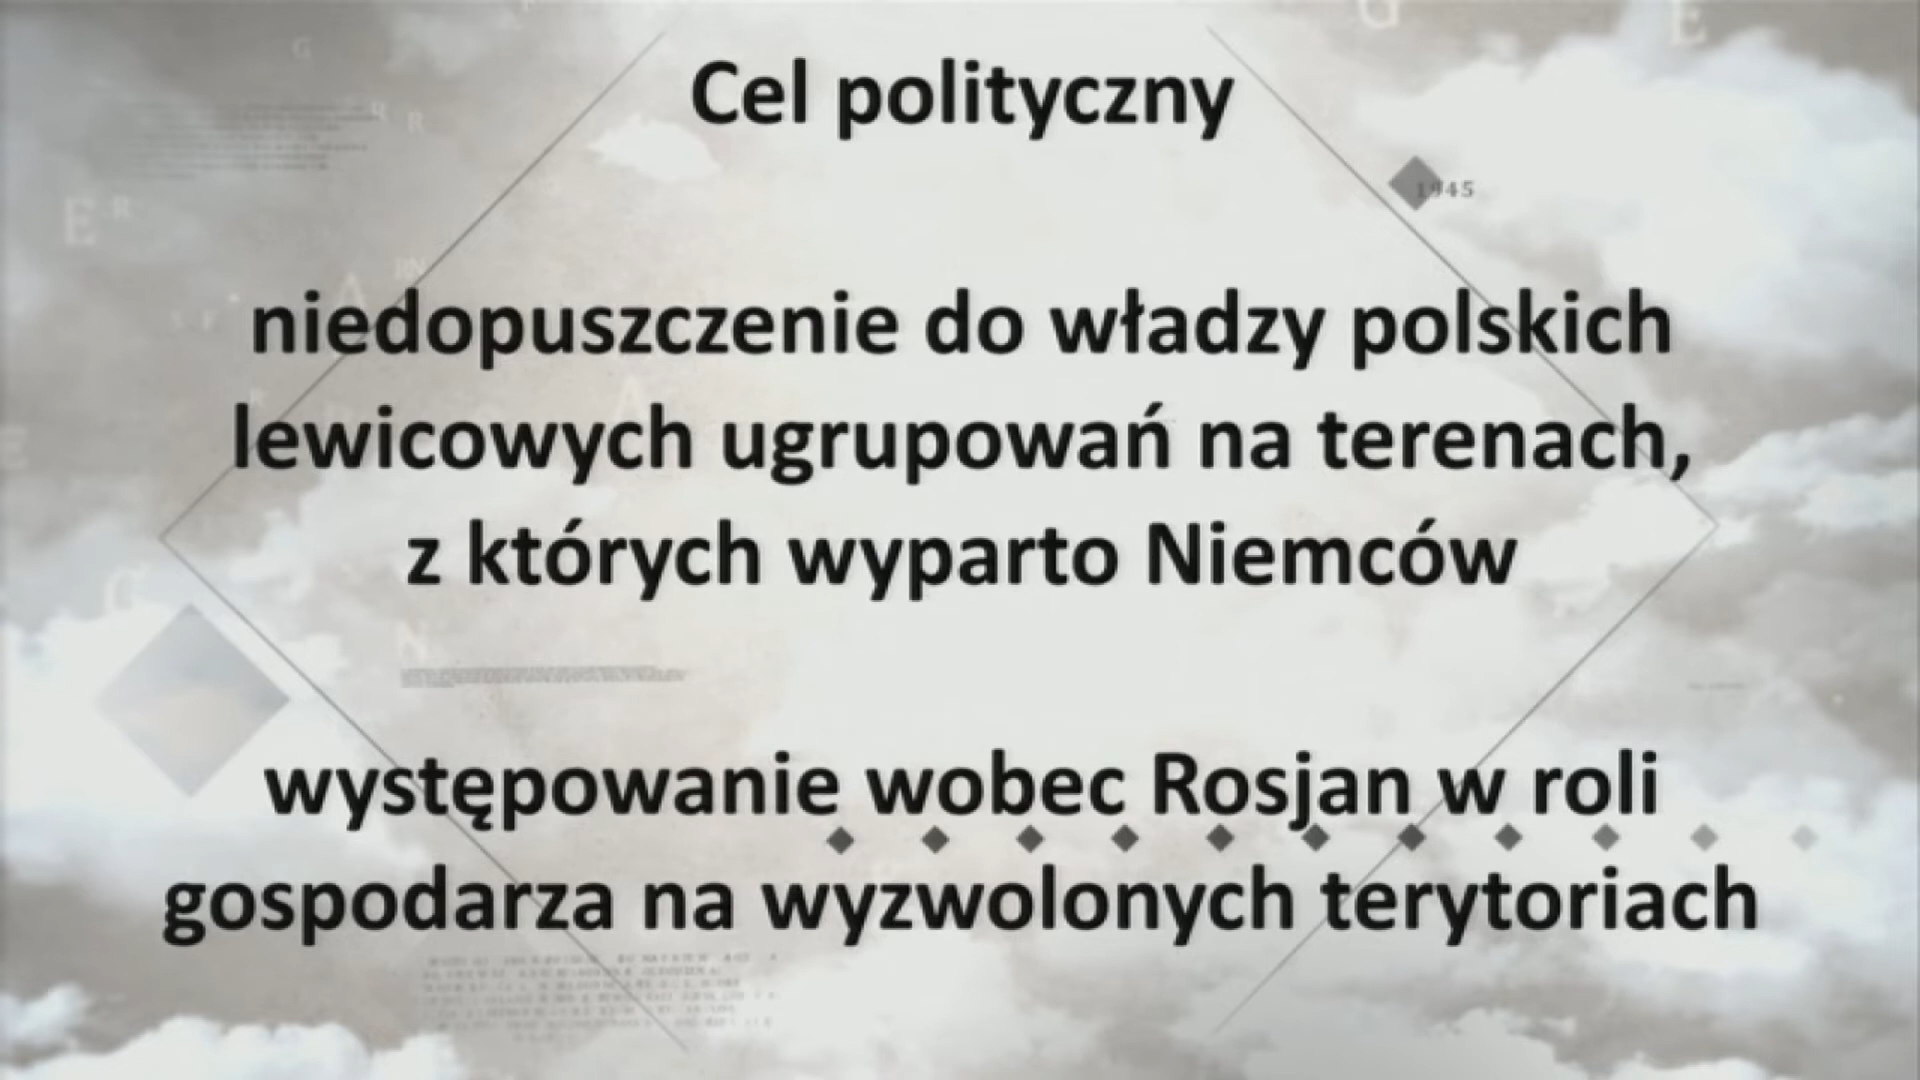 Cel polityczny
1945
niedopuszczenie do władzy polskich
lewicowych ugrupowań na terenach,
z których wyparto Niemców
występowanie wobec Rosjan w roli
gospodarza na wyzwolonych terytoriach